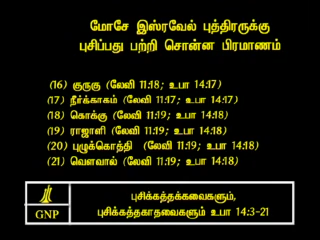 மோசே இஸ்ரவேல் புத்திரருக்கு
புசிப்பது பற்றி சொன்ன பிரமாணம்
(16) குருகு (லேவி 11:18; உபா 14:17)
(17) நீர்க்காகம் (லேவி 11:17; உபா 14:17)
(18) கொக்கு (லேவி 11:19; உபா 14:18)
(19) ராஜாளி (லேவி 11:19; உபா 14:18)
(20) புழுக்கொத்தி (லேவி 11:19; உபா 14:18)
(21) வௌவால் (லேவி 11:19; உபா 14:18)
GNP
புசிக்கத்தக்கவைகளும்,
புசிக்கத்தகாதவைகளும் உபா 14:3-21